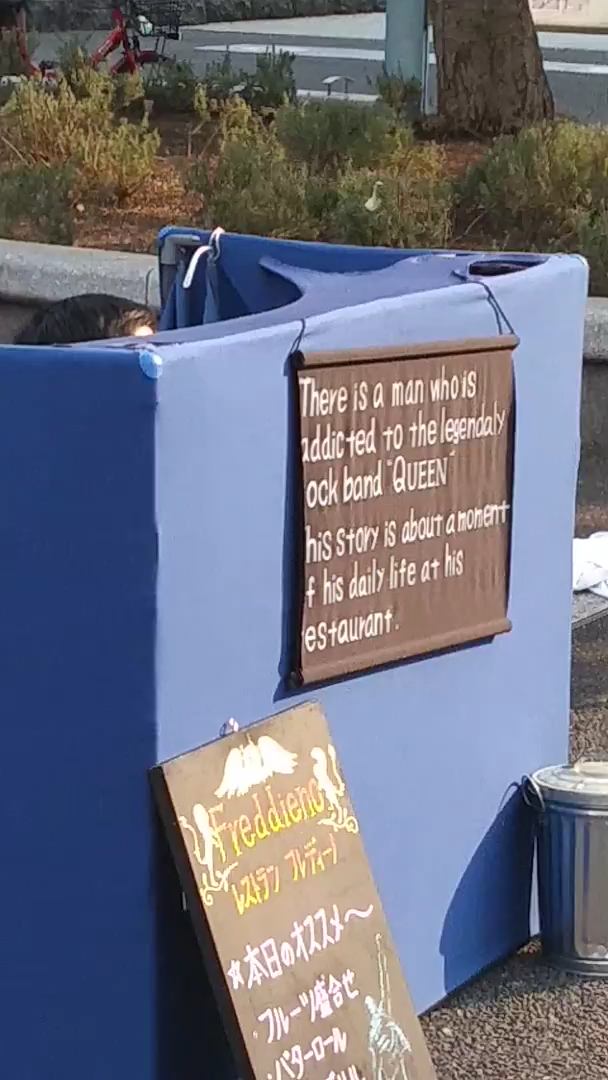 There is a man who is
addicted to the legendaly
ock band "QUEEN"
his story is about a moment
f his daily life at his
estaurant.
Freddieno
レストラン フレディーノ
☆本日のオススメ〜
・フルーツ盛合せ
・バターロール